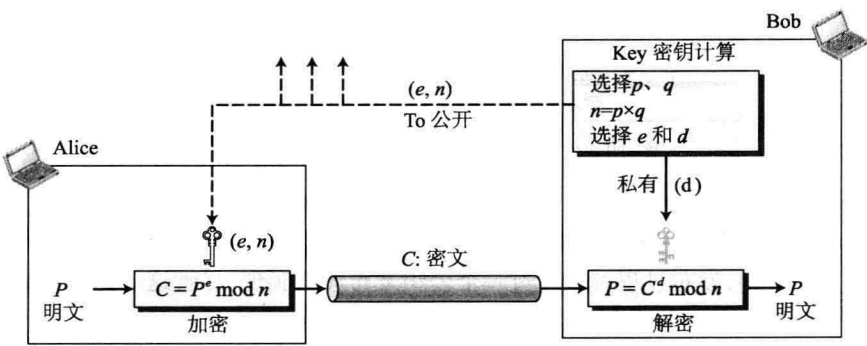 Bob
Key 密钥计算
选择p、q
n=p×q
选择 e 和 d
(e, n)
To 公开
Alice
私有 (d)
(e, n)
C: 密文
P
明文
C = P^e mod n
加密
P = C^d mod n
解密
P
明文